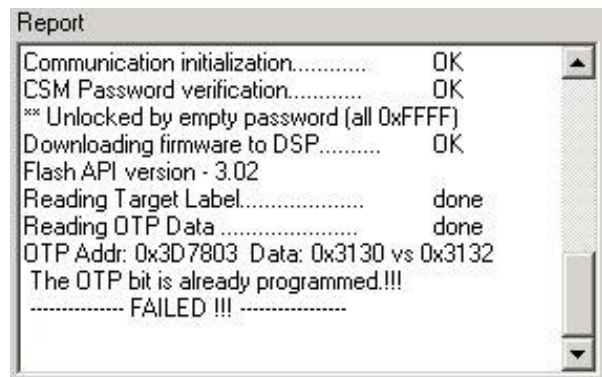 Report
Communication initialization............ OK
CSM Password verification............ OK
** Unlocked by empty password (all 0xFFFF)
Downloading firmware to DSP.......... OK
Flash API version - 3.02
Reading Target Label.................... done
Reading OTP Data ...................... done
OTP Addr: 0x3D7803 Data: 0x3130 vs 0x3132
The OTP bit is already programmed.!!!
--------------- FAILED !!! -----------------